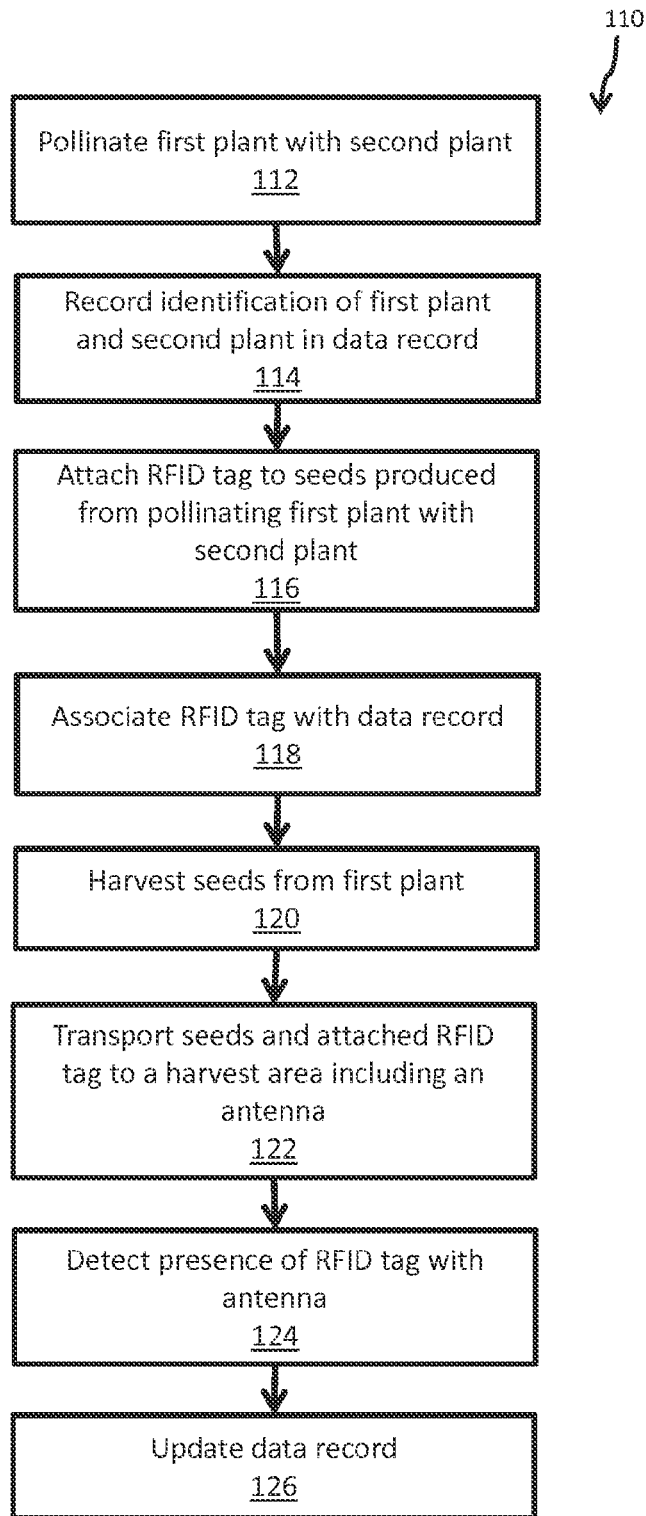 110
Pollinate first plant with second plant
112
Record identification of first plant
and second plant in data record
114
Attach RFID tag to seeds produced
from pollinating first plant with
second plant
116
Associate RFID tag with data record
118
Harvest seeds from first plant
120
Transport seeds and attached RFID
tag to a harvest area including an
antenna
122
Detect presence of RFID tag with
antenna
124
Update data record
126